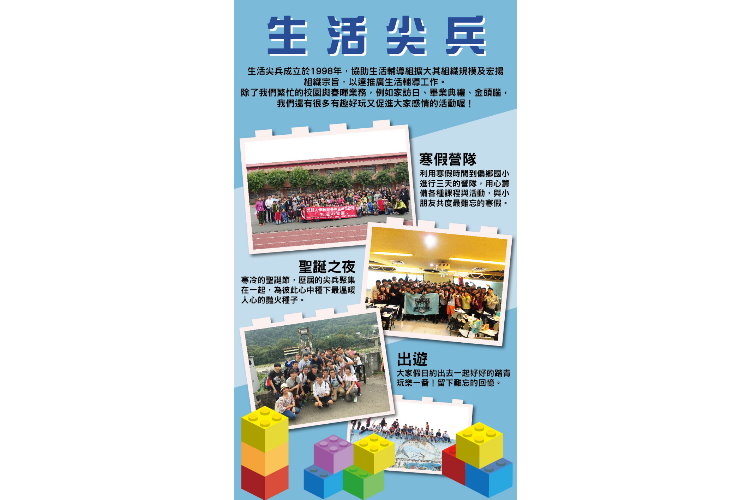 生活尖兵
生活尖兵成立於1998年，協助生活輔導組擴大其組織規模及宏揚
組織宗旨，以達推廣生活輔導工作。
除了我們繁忙的校園與春暉業務，例如家訪日、畢業典禮、金頭腦，
我們還有很多有趣好玩又促進大家感情的活動喔！
寒假營隊
利用寒假時間到偏鄉國小
進行三天的營隊，用心籌
備各種課程與活動，與小
朋友共度最難忘的寒假。
聖誕之夜
寒冷的聖誕節，歷屆的尖兵聚集
在一起，為彼此心中種下最溫暖
人心的熱火種子。
出遊
大家假日約出去一起好好的踏青
玩樂一番！留下難忘的回憶。